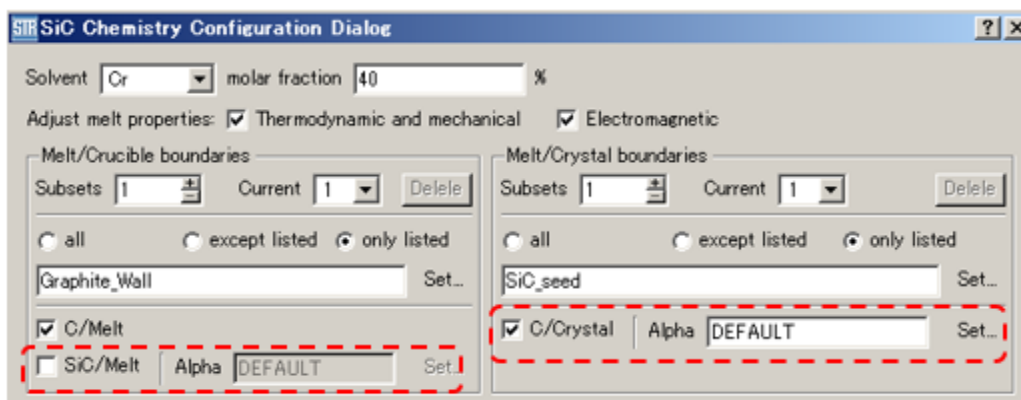 STR SiC Chemistry Configuration Dialog ? X
Solvent Cr molar fraction 40 %
Adjust melt properties: Thermodynamic and mechanical Electromagnetic
Melt/Crucible boundaries
Subsets 1 Current 1 Delele
all except listed only listed
Graphite_Wall Set...
C/Melt
SiC/Melt Alpha DEFAULT Set...
Melt/Crystal boundaries
Subsets 1 Current 1 Delele
all except listed only listed
SiC_seed Set...
C/Crystal Alpha DEFAULT Set...